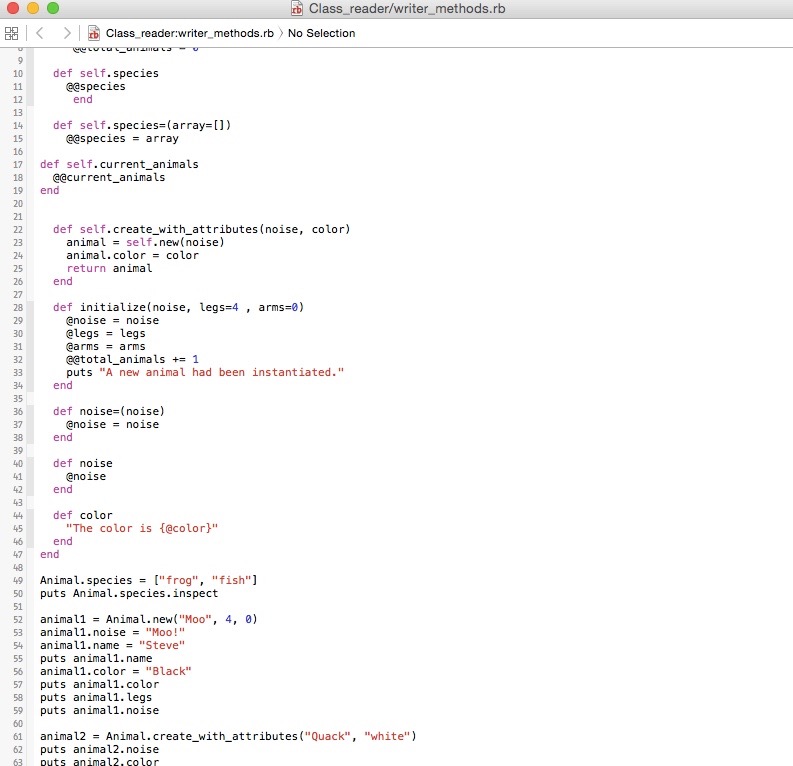 Class_reader/writer_methods.rb
Class_reader:writer_methods.rb 〉 No Selection
8 @@total_animals = 0
9
10 def self.species
11 @@species
12 end
13
14 def self.species=(array=[])
15 @@species = array
16
17 def self.current_animals
18 @@current_animals
19 end
20
21
22 def self.create_with_attributes(noise, color)
23 animal = self.new(noise)
24 animal.color = color
25 return animal
26 end
27
28 def initialize(noise, legs=4 , arms=0)
29 @noise = noise
30 @legs = legs
31 @arms = arms
32 @@total_animals += 1
33 puts "A new animal had been instantiated."
34 end
35
36 def noise=(noise)
37 @noise = noise
38 end
39
40 def noise
41 @noise
42 end
43
44 def color
45 "The color is {@color}"
46 end
47 end
48
49 Animal.species = ["frog", "fish"]
50 puts Animal.species.inspect
51
52 animal1 = Animal.new("Moo", 4, 0)
53 animal1.noise = "Moo!"
54 animal1.name = "Steve"
55 puts animal1.name
56 animal1.color = "Black"
57 puts animal1.color
58 puts animal1.legs
59 puts animal1.noise
60
61 animal2 = Animal.create_with_attributes("Quack", "white")
62 puts animal2.noise
63 puts animal2.color